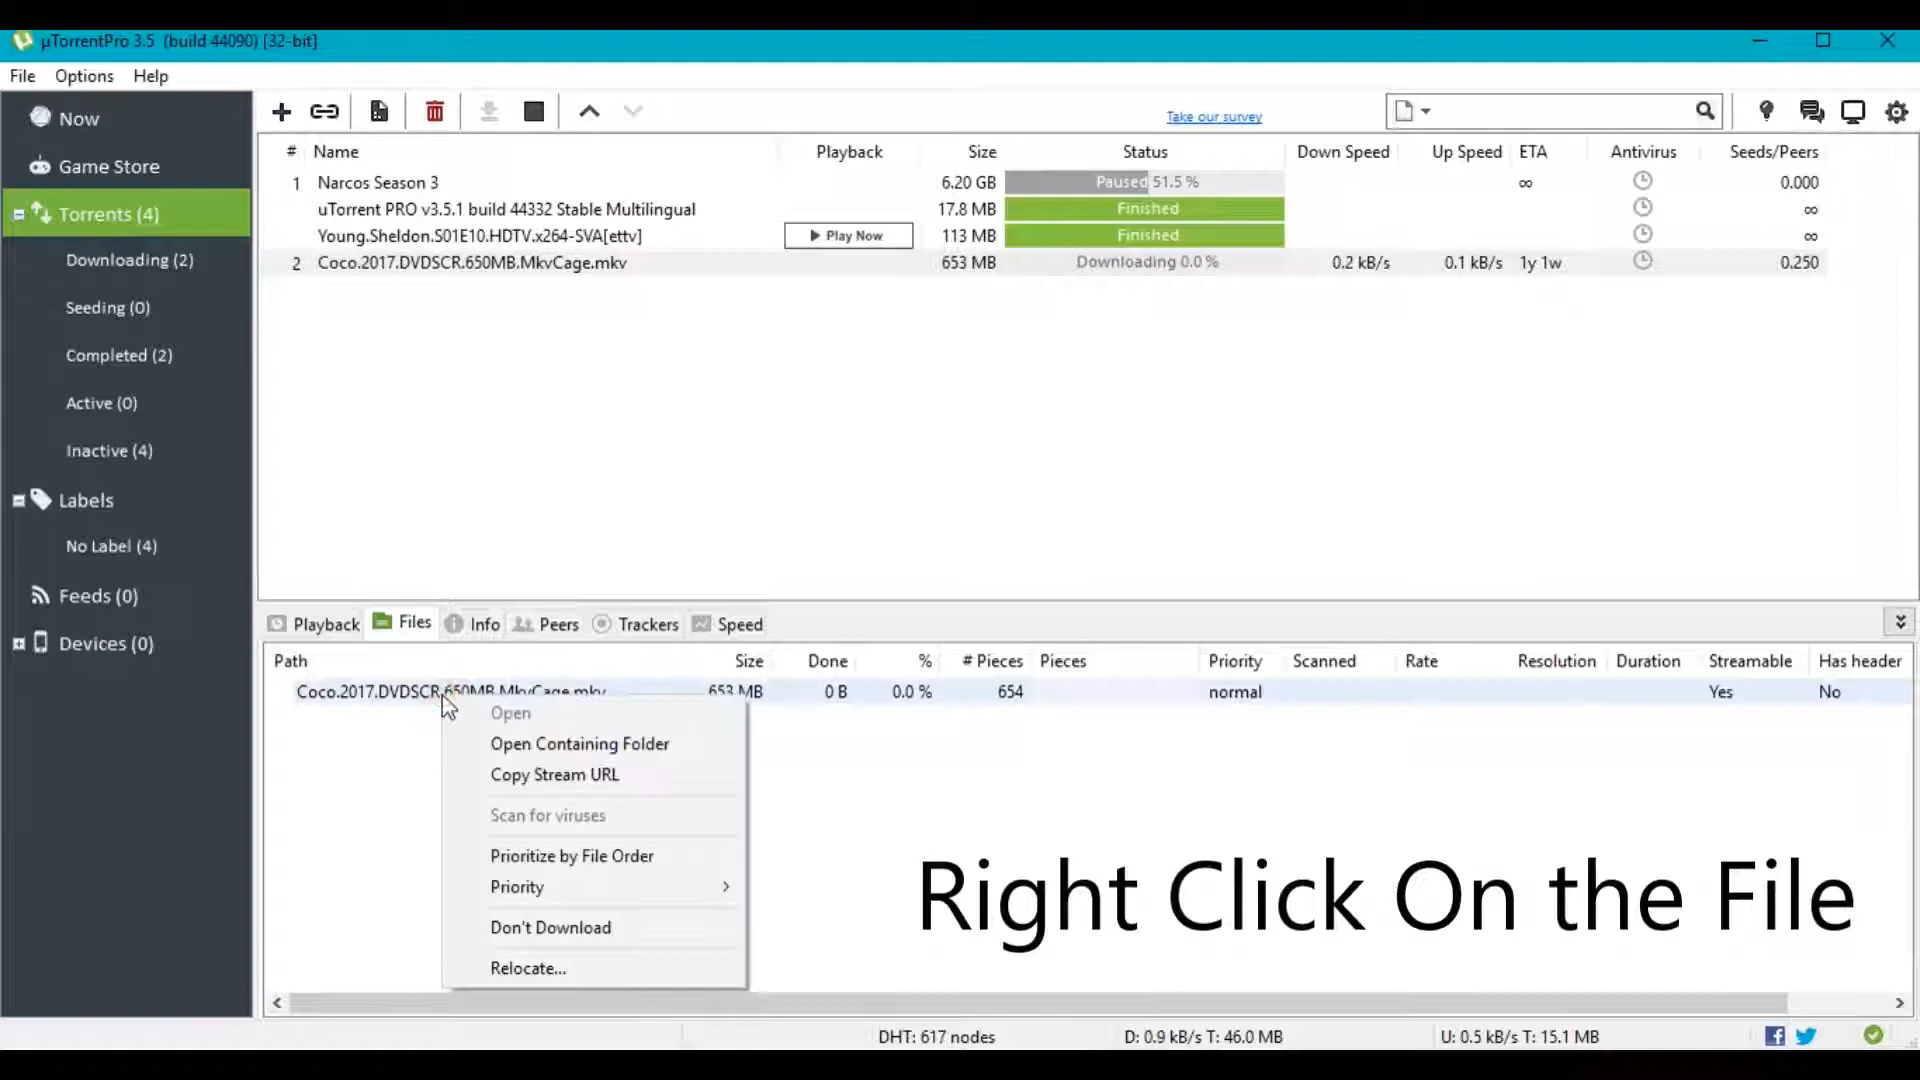 µTorrentPro 3.5 (build 44090) [32-bit]
File Options Help
Now
Game Store
Torrents (4)
Downloading (2)
Seeding (0)
Completed (2)
Active (0)
Inactive (4)
Labels
No Label (4)
Feeds (0)
Devices (0)
Take our survey
# Name Playback Size Status Down Speed Up Speed ETA Antivirus Seeds/Peers
1 Narcos Season 3 6.20 GB Paused 51.5 % ∞ 0.000
uTorrent PRO v3.5.1 build 44332 Stable Multilingual 17.8 MB Finished ∞
Young.Sheldon.S01E10.HDTV.x264-SVA[ettv] Play Now 113 MB Finished ∞
2 Coco.2017.DVDSCR.650MB.MkvCage.mkv 653 MB Downloading 0.0 % 0.2 kB/s 0.1 kB/s 1y 1w 0.250
Playback Files Info Peers Trackers Speed
Path Size Done % # Pieces Pieces Priority Scanned Rate Resolution Duration Streamable Has header
Coco.2017.DVDSCR.650MB.MkvCage.mkv 653 MB 0 B 0.0 % 654 normal Yes No
Open
Open Containing Folder
Copy Stream URL
Scan for viruses
Prioritize by File Order
Priority
Don't Download
Relocate...
Right Click On the File
DHT: 617 nodes D: 0.9 kB/s T: 46.0 MB U: 0.5 kB/s T: 15.1 MB